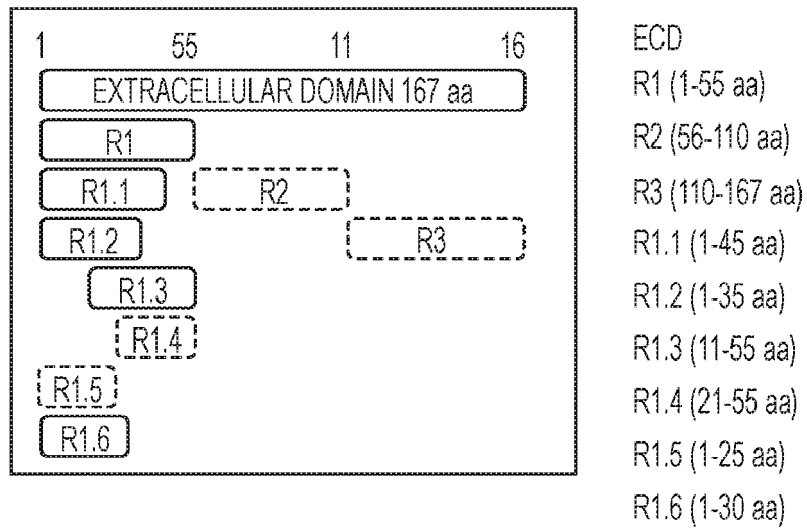 1 55 11 16
EXTRACELLULAR DOMAIN 167 aa
R1
R1.1 R2
R1.2 R3
R1.3
R1.4
R1.5
R1.6
ECD
R1 (1-55 aa)
R2 (56-110 aa)
R3 (110-167 aa)
R1.1 (1-45 aa)
R1.2 (1-35 aa)
R1.3 (11-55 aa)
R1.4 (21-55 aa)
R1.5 (1-25 aa)
R1.6 (1-30 aa)